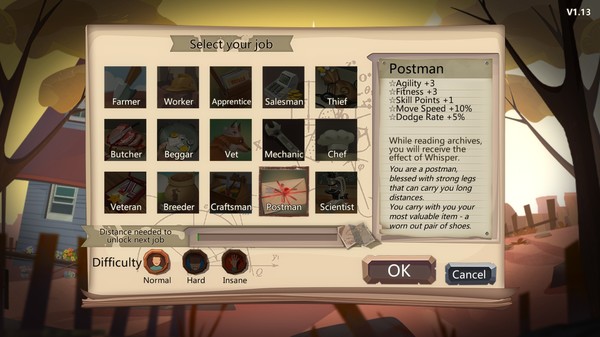 V1.13
Select your job
Farmer
Worker
Apprentice
Salesman
Thief
Butcher
Beggar
Vet
Mechanic
Chef
Veteran
Breeder
Craftsman
Postman
Scientist
Distance needed to
unlock next job
Difficulty
Normal
Hard
Insane
Postman
☆Agility +3
☆Fitness +3
☆Skill Points +1
☆Move Speed +10%
☆Dodge Rate +5%
While reading archives,
you will receive the
effect of Whisper.
You are a postman,
blessed with strong legs
that can carry you long
distances.
You carry with you your
most valuable item - a
worn out pair of shoes.
OK
Cancel